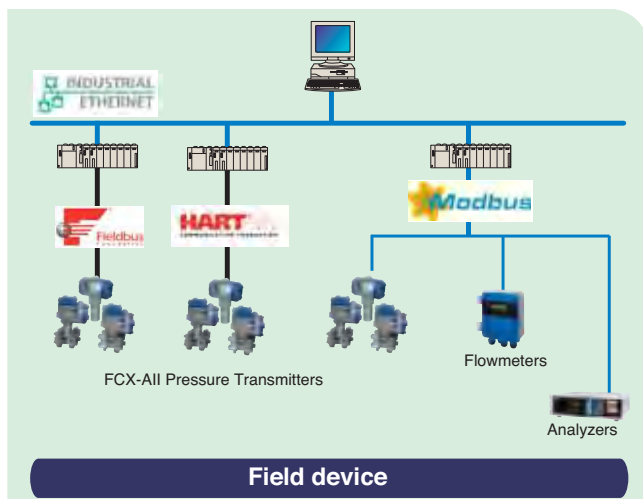 INDUSTRIAL
ETHERNET
Fieldbus
HART
Modbus
FCX-AII Pressure Transmitters
Flowmeters
Analyzers
Field device